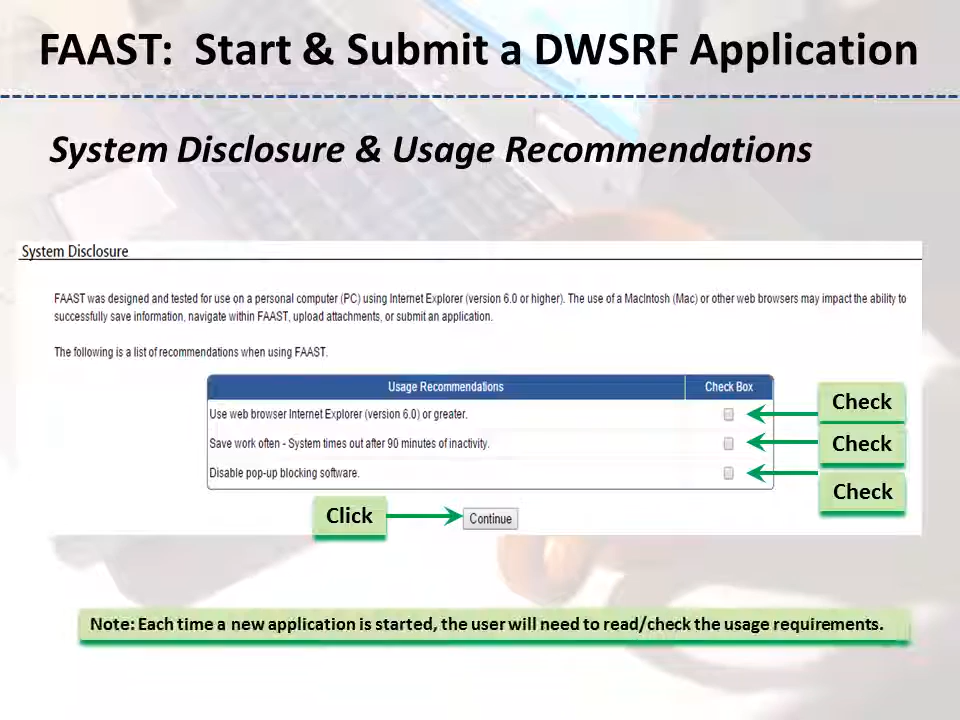 FAAST:  Start & Submit a DWSRF Application
System Disclosure & Usage Recommendations
System Disclosure
FAAST was designed and tested for use on a personal computer (PC) using Internet Explorer (version 6.0 or higher). The use of a MacIntosh (Mac) or other web browsers may impact the ability to
successfully save information, navigate within FAAST, upload attachments, or submit an application.
The following is a list of recommendations when using FAAST.
Usage Recommendations Check Box
Use web browser Internet Explorer (version 6.0) or greater.
Check
Save work often - System times out after 90 minutes of inactivity.
Check
Disable pop-up blocking software.
Check
Click
Continue
Note: Each time a new application is started, the user will need to read/check the usage requirements.